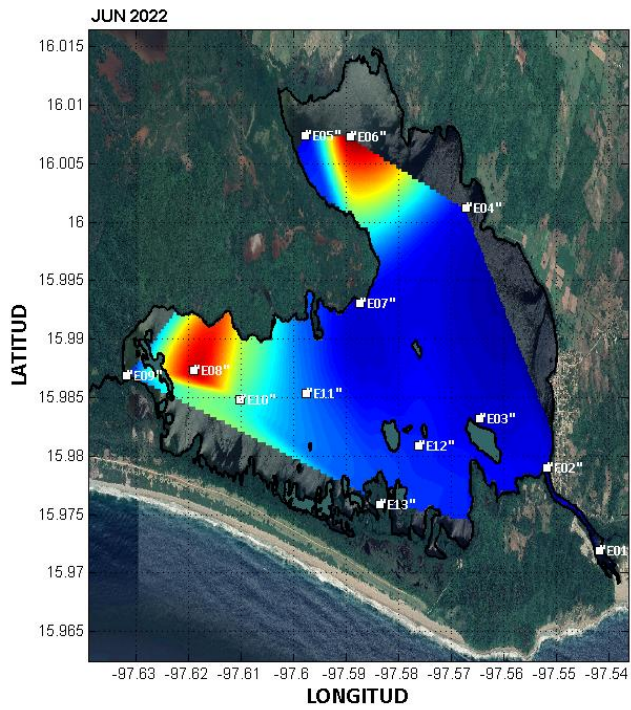 JUN 2022
16.015
16.01
E05" E06"
16.005
E04"
16
15.995
E07"
15.99
E09" E08"
E11"
15.985
E10"
E03"
E12"
15.98
E02"
E13"
15.975
E01
15.97
15.965
-97.63 -97.62 -97.61 -97.6 -97.59 -97.58 -97.57 -97.56 -97.55 -97.54
LATITUD
LONGITUD